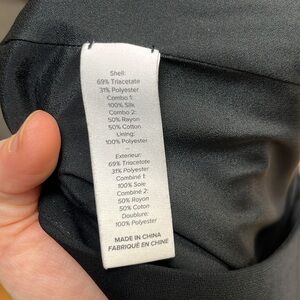 Shell:
69% Triacetate
31% Polyester
Combo 1:
100% Silk
Combo 2:
50% Rayon
50% Cotton
Lining:
100% Polyester
–
Exterieur:
69% Triacetate
31% Polyester
Combiné 1:
100% Soie
Combiné 2:
50% Rayon
50% Coton
Doublure:
100% Polyester
MADE IN CHINA
FABRIQUÉ EN CHINE